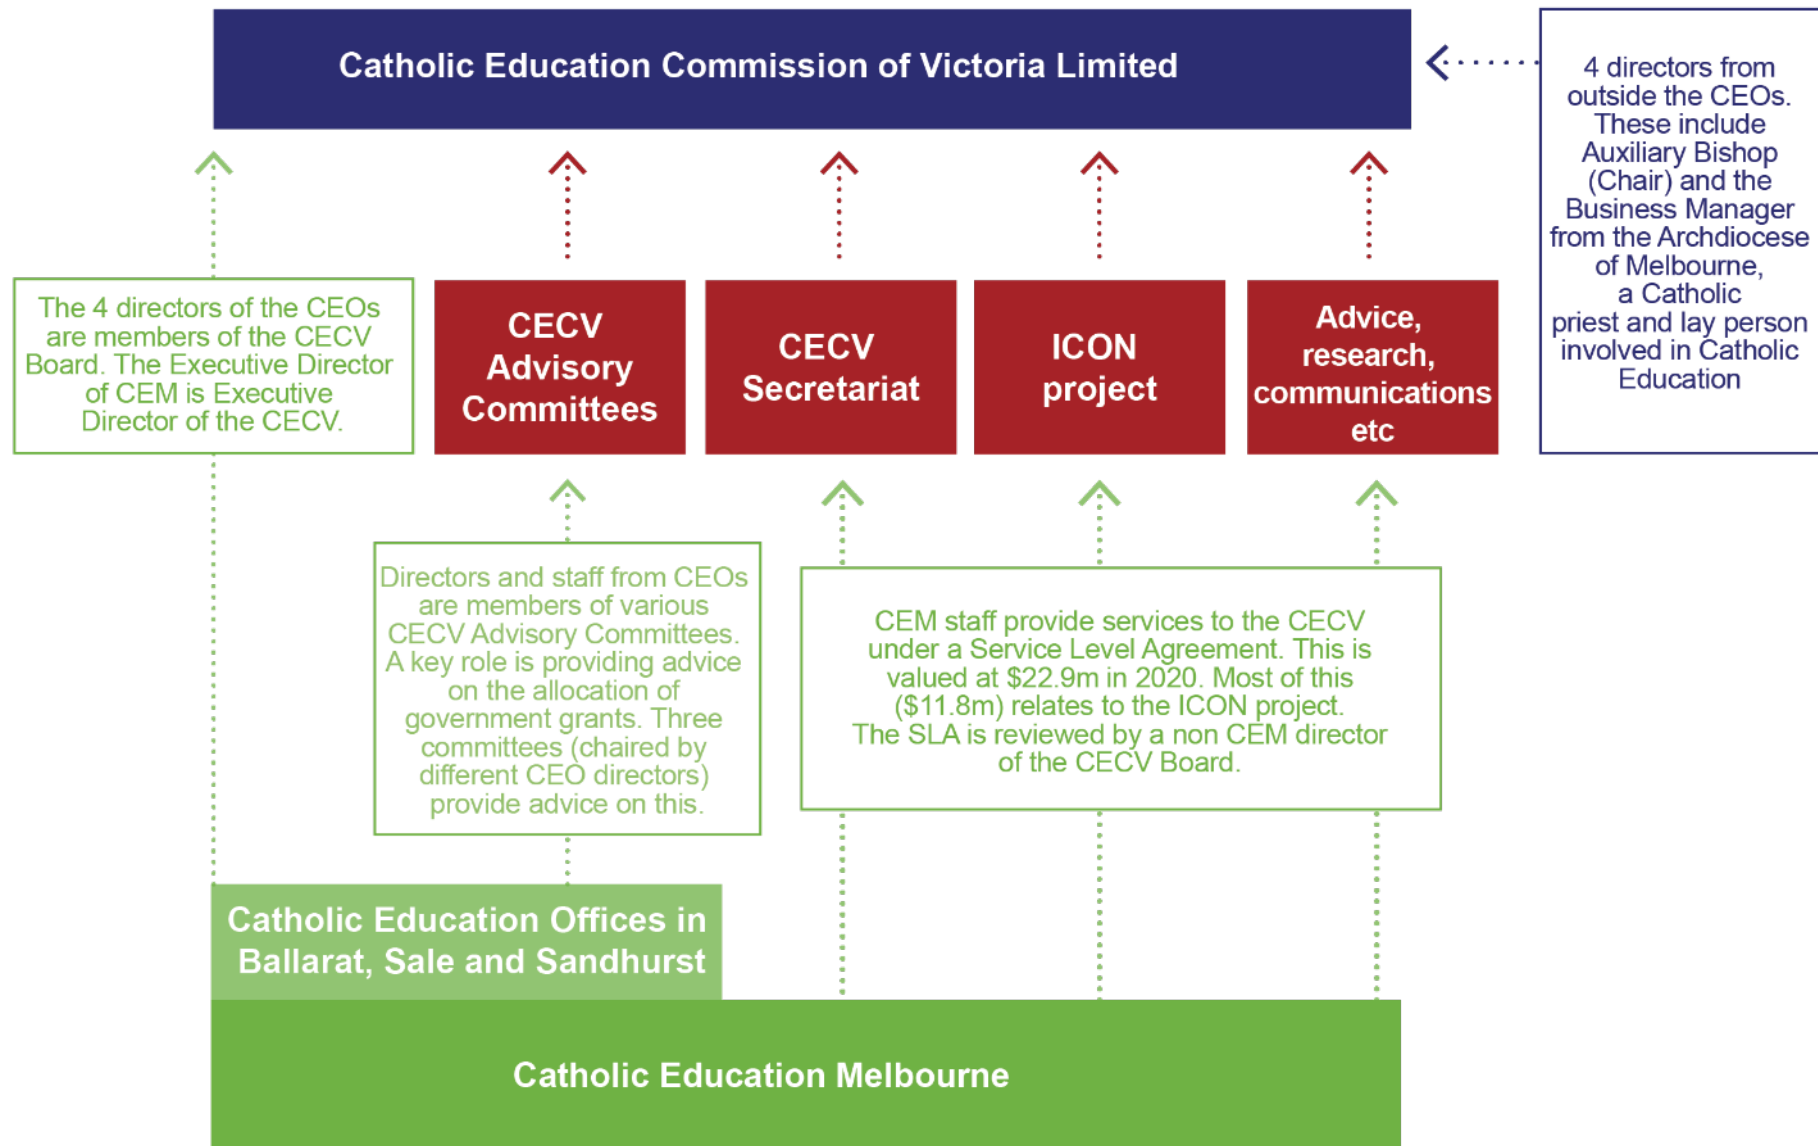 Catholic Education Commission of Victoria Limited
4 directors from
outside the CEOs.
These include
Auxiliary Bishop
(Chair) and the
Business Manager
from the Archdiocese
of Melbourne,
a Catholic
priest and lay person
involved in Catholic
Education
The 4 directors of the CEOs
are members of the CECV
Board. The Executive Director
of CEM is Executive
Director of the CECV.
CECV
Advisory
Committees
CECV
Secretariat
ICON
project
Advice,
research,
communications
etc
Directors and staff from CEOs
are members of various
CECV Advisory Committees.
A key role is providing advice
on the allocation of
government grants. Three
committees (chaired by
different CEO directors)
provide advice on this.
CEM staff provide services to the CECV
under a Service Level Agreement. This is
valued at $22.9m in 2020. Most of this
($11.8m) relates to the ICON project.
The SLA is reviewed by a non CEM director
of the CECV Board.
Catholic Education Offices in
Ballarat, Sale and Sandhurst
Catholic Education Melbourne